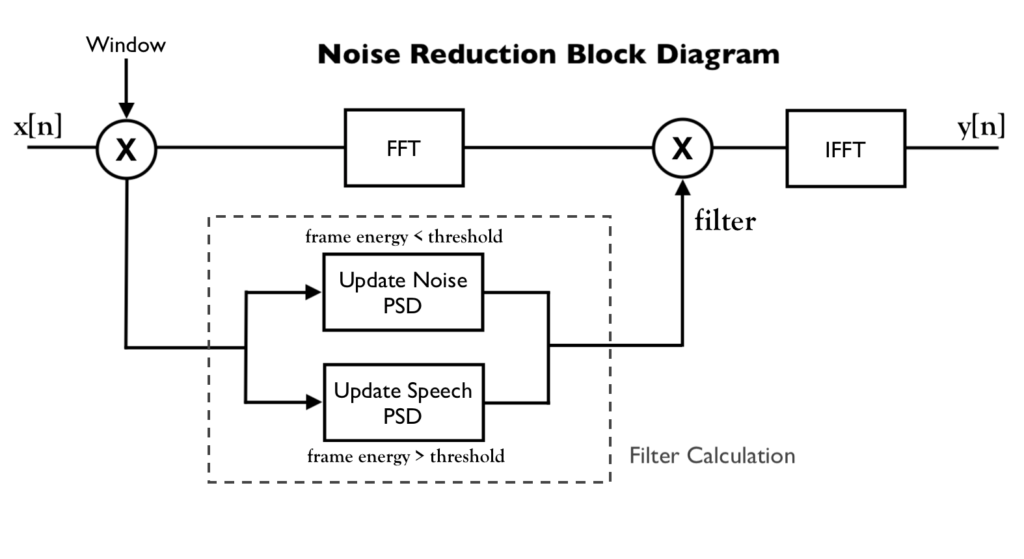 Window
Noise Reduction Block Diagram
x[n]
X
FFT
X
IFFT
y[n]
filter
frame energy < threshold
Update Noise
PSD
Update Speech
PSD
frame energy > threshold
Filter Calculation